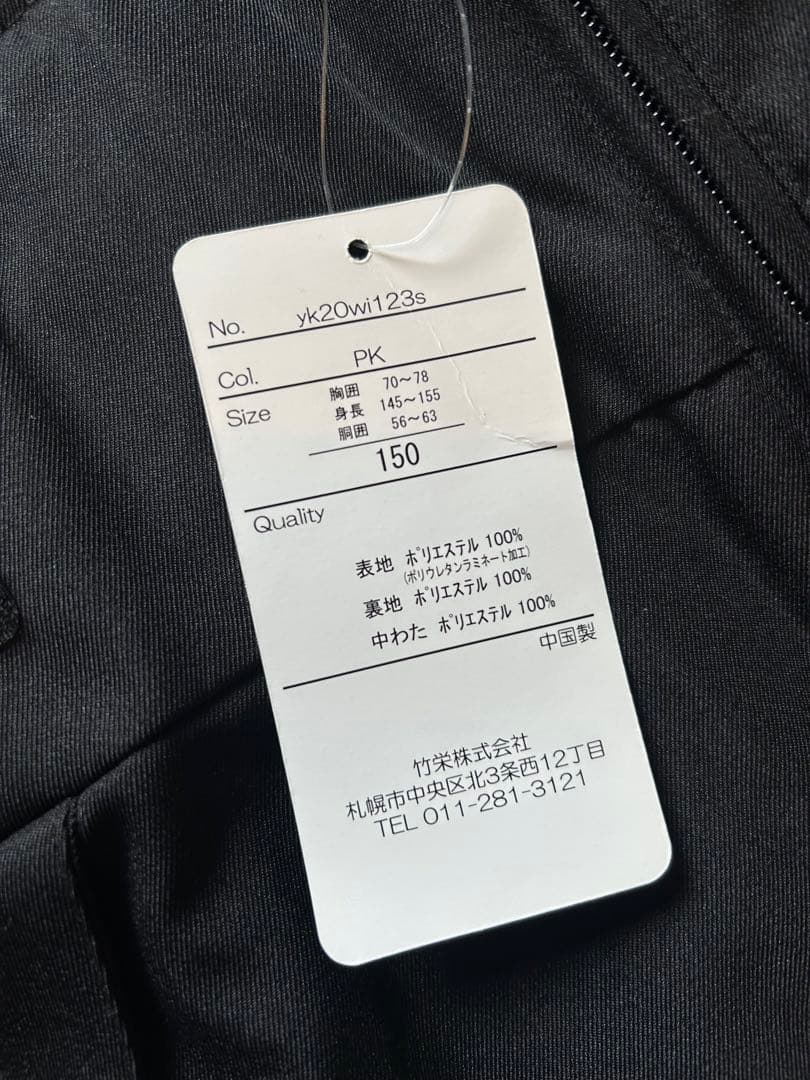 No. yk20wi123s
Col. PK
Size 胸囲 70～78
身長 145～155
胴囲 56～63
150
Quality
表地 ポリエステル 100%
(ポリウレタンラミネート加工)
裏地 ポリエステル 100%
中わた ポリエステル 100%
中国製
竹栄株式会社
札幌市中央区北3条西12丁目
TEL 011-281-3121